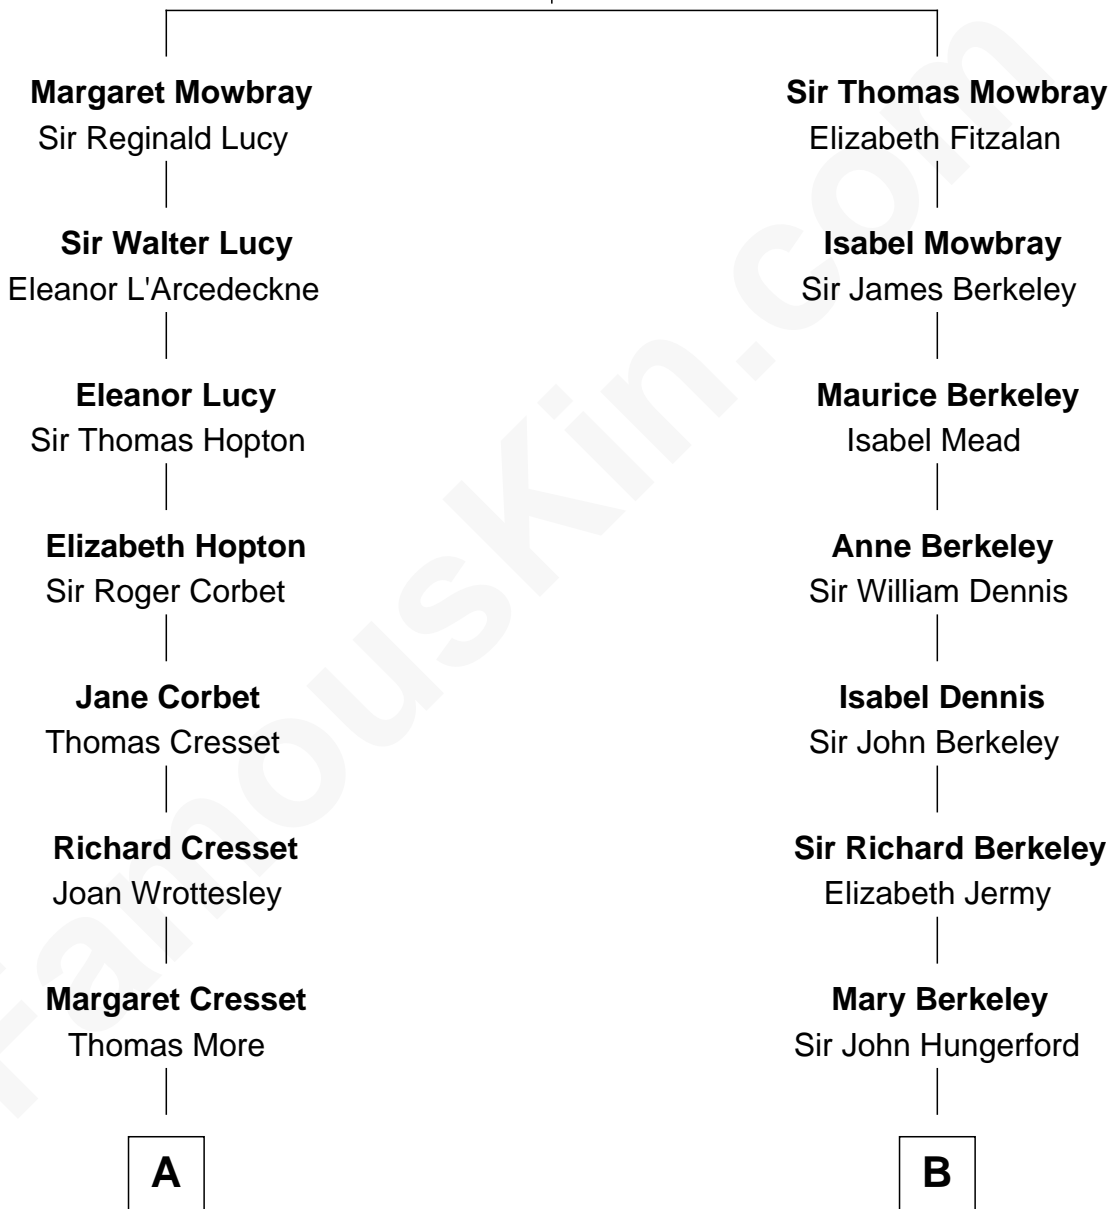 Margaret Mowbray
Sir Reginald Lucy
Sir Walter Lucy
Eleanor L'Arcedeckne
Eleanor Lucy
Sir Thomas Hopton
Elizabeth Hopton
Sir Roger Corbet
Jane Corbet
Thomas Cresset
Richard Cresset
Joan Wrottesley
Margaret Cresset
Thomas More
A
Sir Thomas Mowbray
Elizabeth Fitzalan
Isabel Mowbray
Sir James Berkeley
Maurice Berkeley
Isabel Mead
Anne Berkeley
Sir William Dennis
Isabel Dennis
Sir John Berkeley
Sir Richard Berkeley
Elizabeth Jermy
Mary Berkeley
Sir John Hungerford
B
FamousKin.com